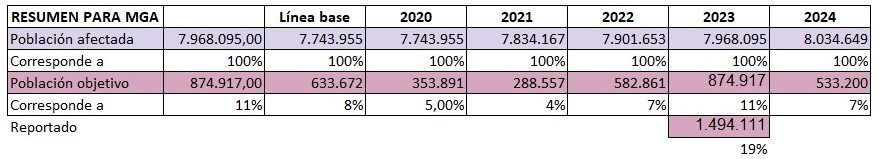 RESUMEN PARA MGA Línea base 2020 2021 2022 2023 2024
Población afectada 7.968.095,00 7.743.955 7.743.955 7.834.167 7.901.653 7.968.095 8.034.649
Corresponde a 100% 100% 100% 100% 100% 100% 100%
Población objetivo 874.917,00 633.672 353.891 288.557 582.861 874.917 533.200
Corresponde a 11% 8% 5,00% 4% 7% 11% 7%
Reportado 1.494.111
19%